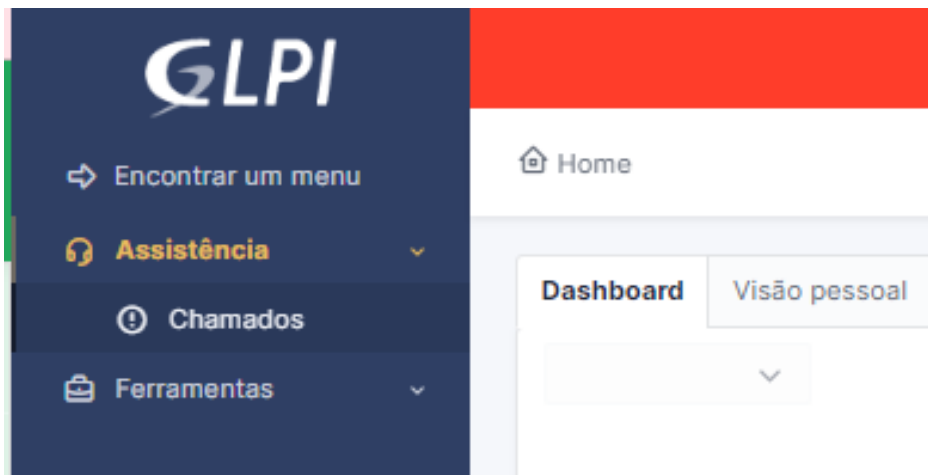 GLPI
Encontrar um menu
Assistência
Chamados
Ferramentas
Home
Dashboard
Visão pessoal